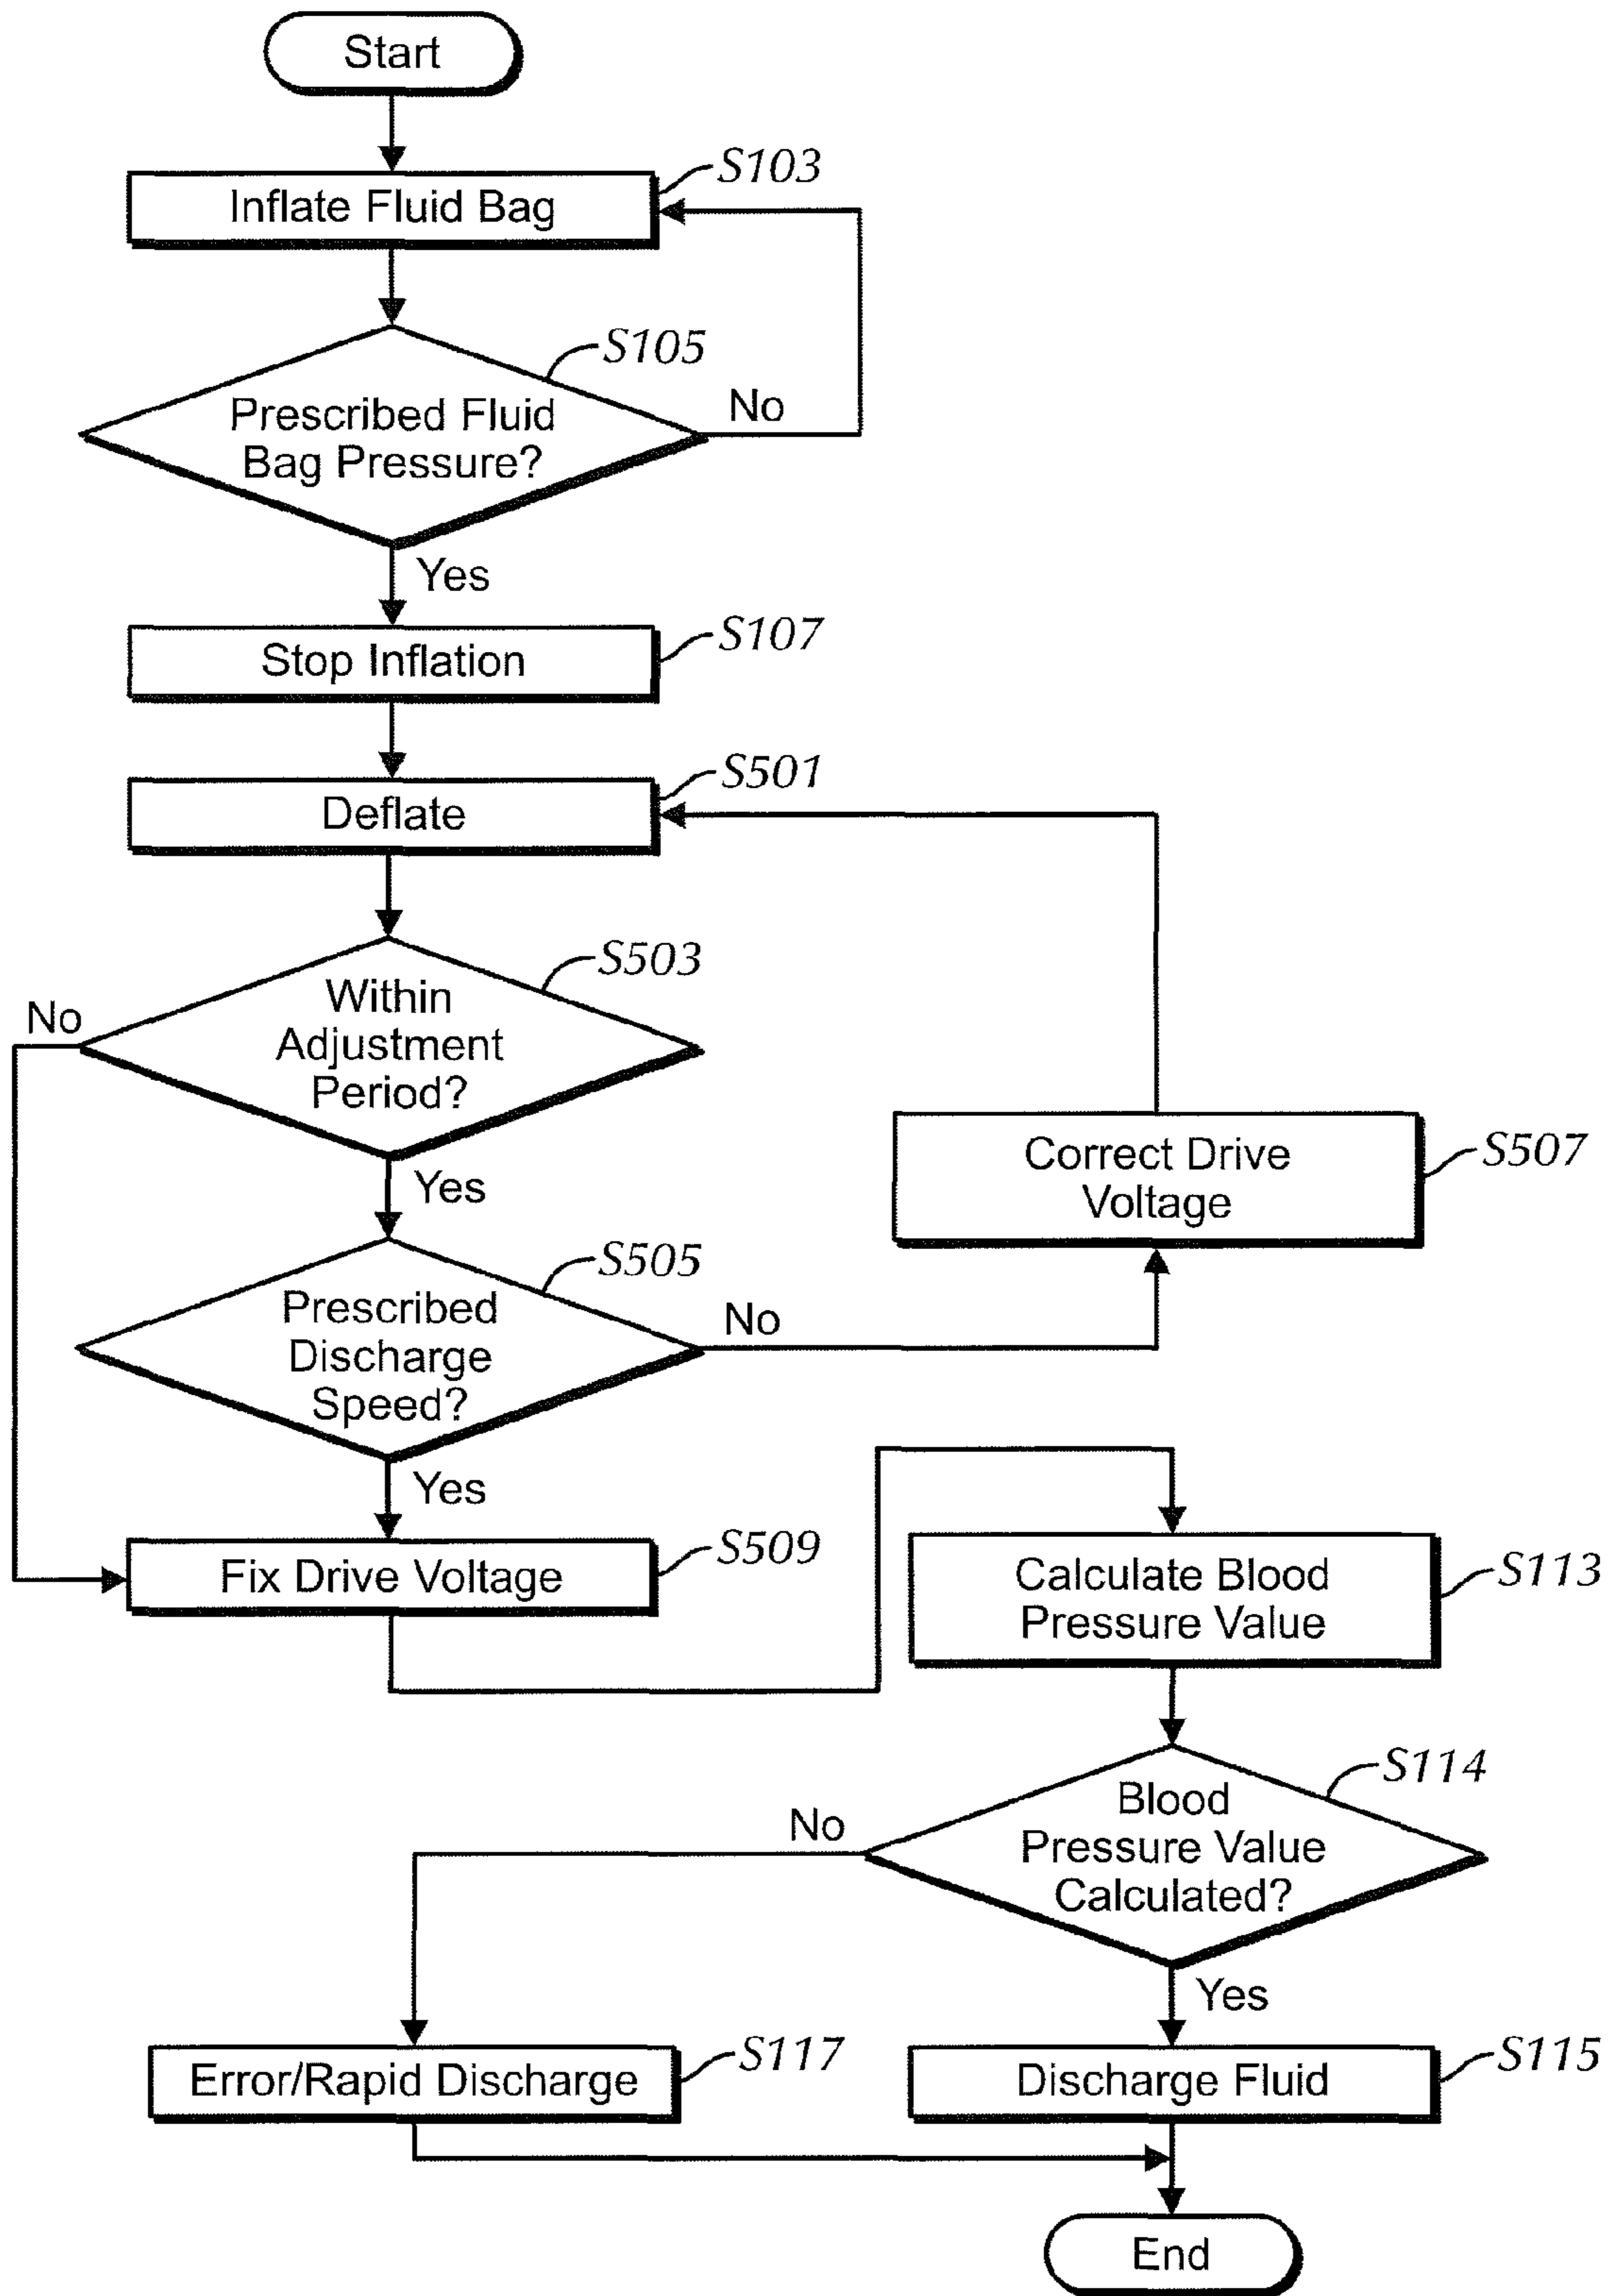 Start
S103
Inflate Fluid Bag
S105
Prescribed Fluid
Bag Pressure?
No
Yes
S107
Stop Inflation
S501
Deflate
S503
Within
Adjustment
Period?
No
Yes
S507
Correct Drive
Voltage
S505
Prescribed
Discharge
Speed?
No
Yes
S509
Fix Drive Voltage
S113
Calculate Blood
Pressure Value
S114
Blood
Pressure Value
Calculated?
No
Yes
S117
Error/Rapid Discharge
S115
Discharge Fluid
End